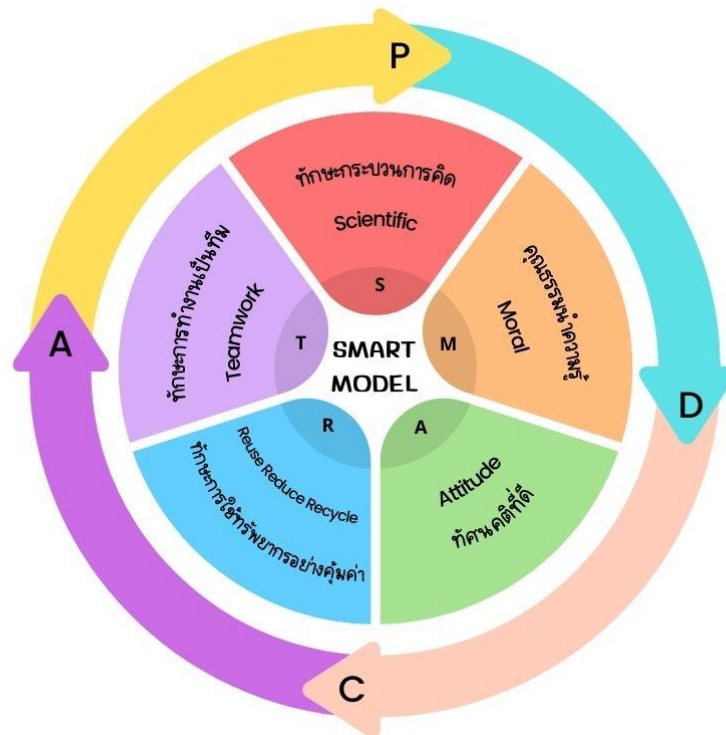 P
D
C
A
ทักษะกระบวนการคิด
Scientific
S
คุณธรรมนำความรู้
Moral
M
Attitude
ทัศนคติที่ดี
A
Reuse Reduce Recycle
ทักษะการใช้ทรัพยากรอย่างคุ้มค่า
R
ทักษะการทำงานเป็นทีม
Teamwork
T
SMART
MODEL